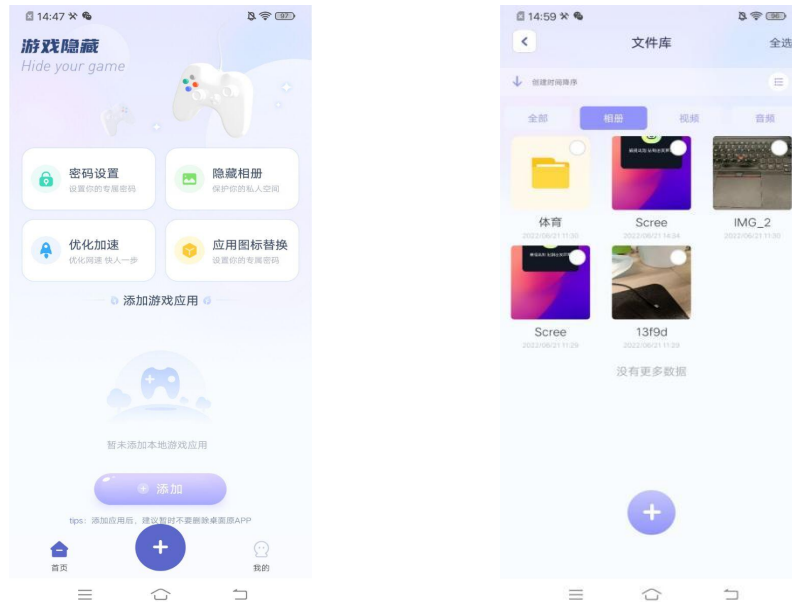 14:47
97
游戏隐藏
Hide your game
密码设置
设置你的专属密码
隐藏相册
保护你的私人空间
优化加速
优化网速 快人一步
应用图标替换
设置你的专属密码
添加游戏应用
暂未添加本地游戏应用
添加
tips: 添加应用后，建议暂时不要删除桌面原APP
首页
我的
14:59
96
文件库
全选
创建时间降序
全部
相册
视频
音频
体育
2022/06/21 11:30
Scree
2022/06/21 14:34
IMG_2
2022/06/21 11:30
Scree
2022/06/21 11:29
13f9d
2022/06/21 11:29
没有更多数据